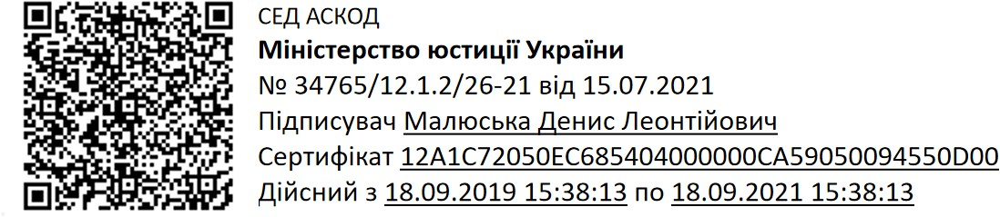 СЕД АСКОД
Міністерство юстиції України
№ 34765/12.1.2/26-21 від 15.07.2021
Підписувач Малюська Денис Леонтійович
Сертифікат 12A1C72050EC685404000000CA59050094550D00
Дійсний з 18.09.2019 15:38:13 по 18.09.2021 15:38:13